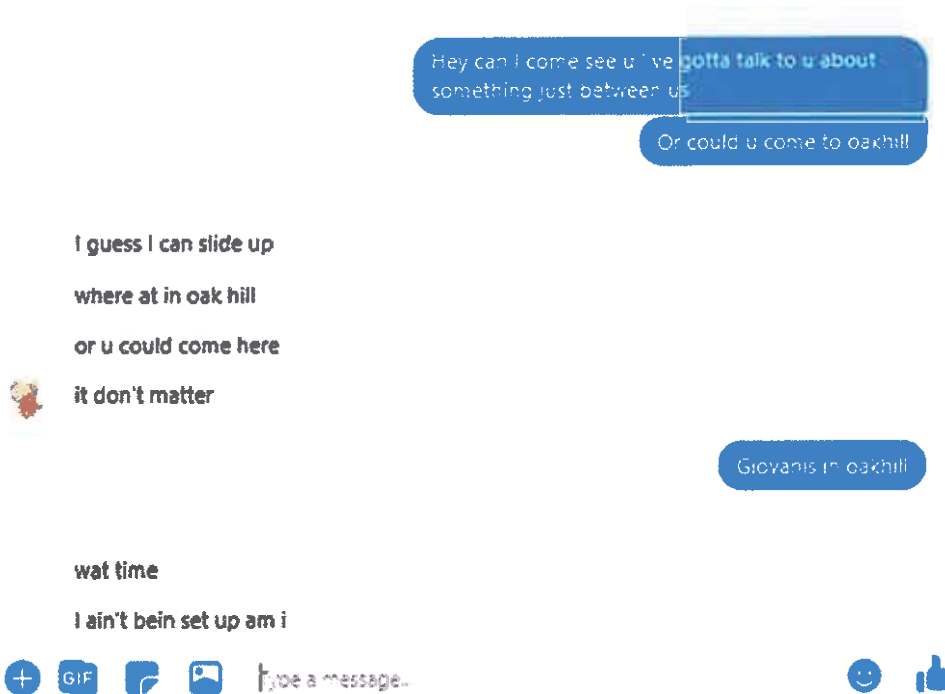 Hey can I come see u I've gotta talk to u about
something just between us
Or could u come to oakhill
I guess I can slide up
where at in oak hill
or u could come here
it don't matter
Giovanis in oakhill
wat time
I ain't bein set up am i
GIF
Type a message...